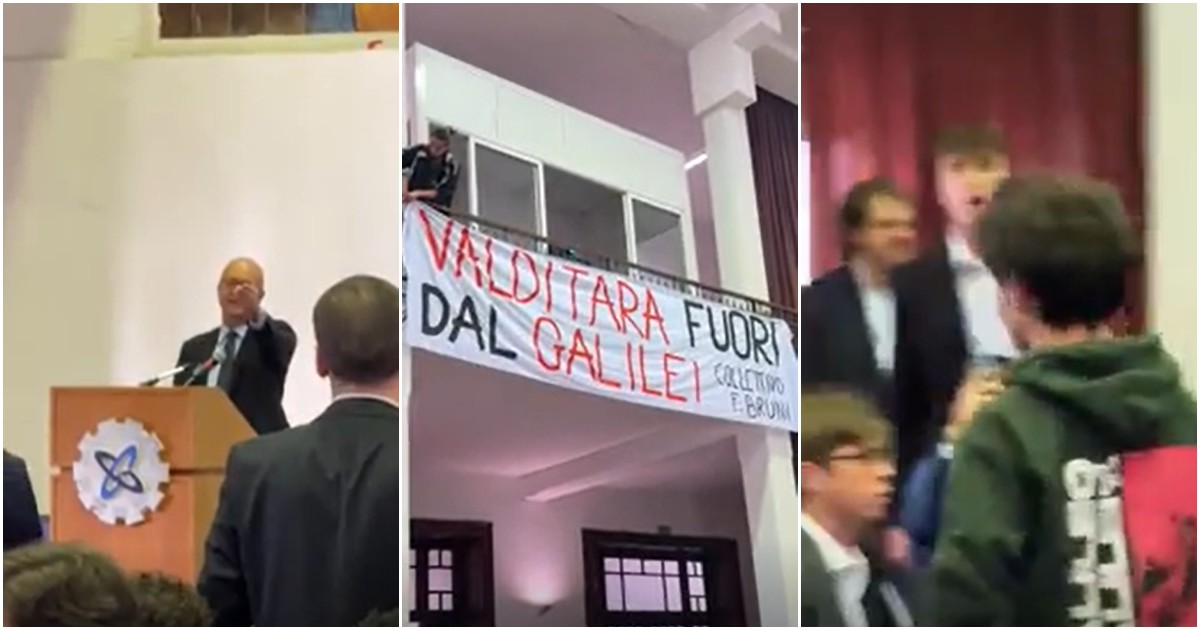 VALDITARA FUORI
DAL GALILEI
COLLETTIVO
F. BRUNI